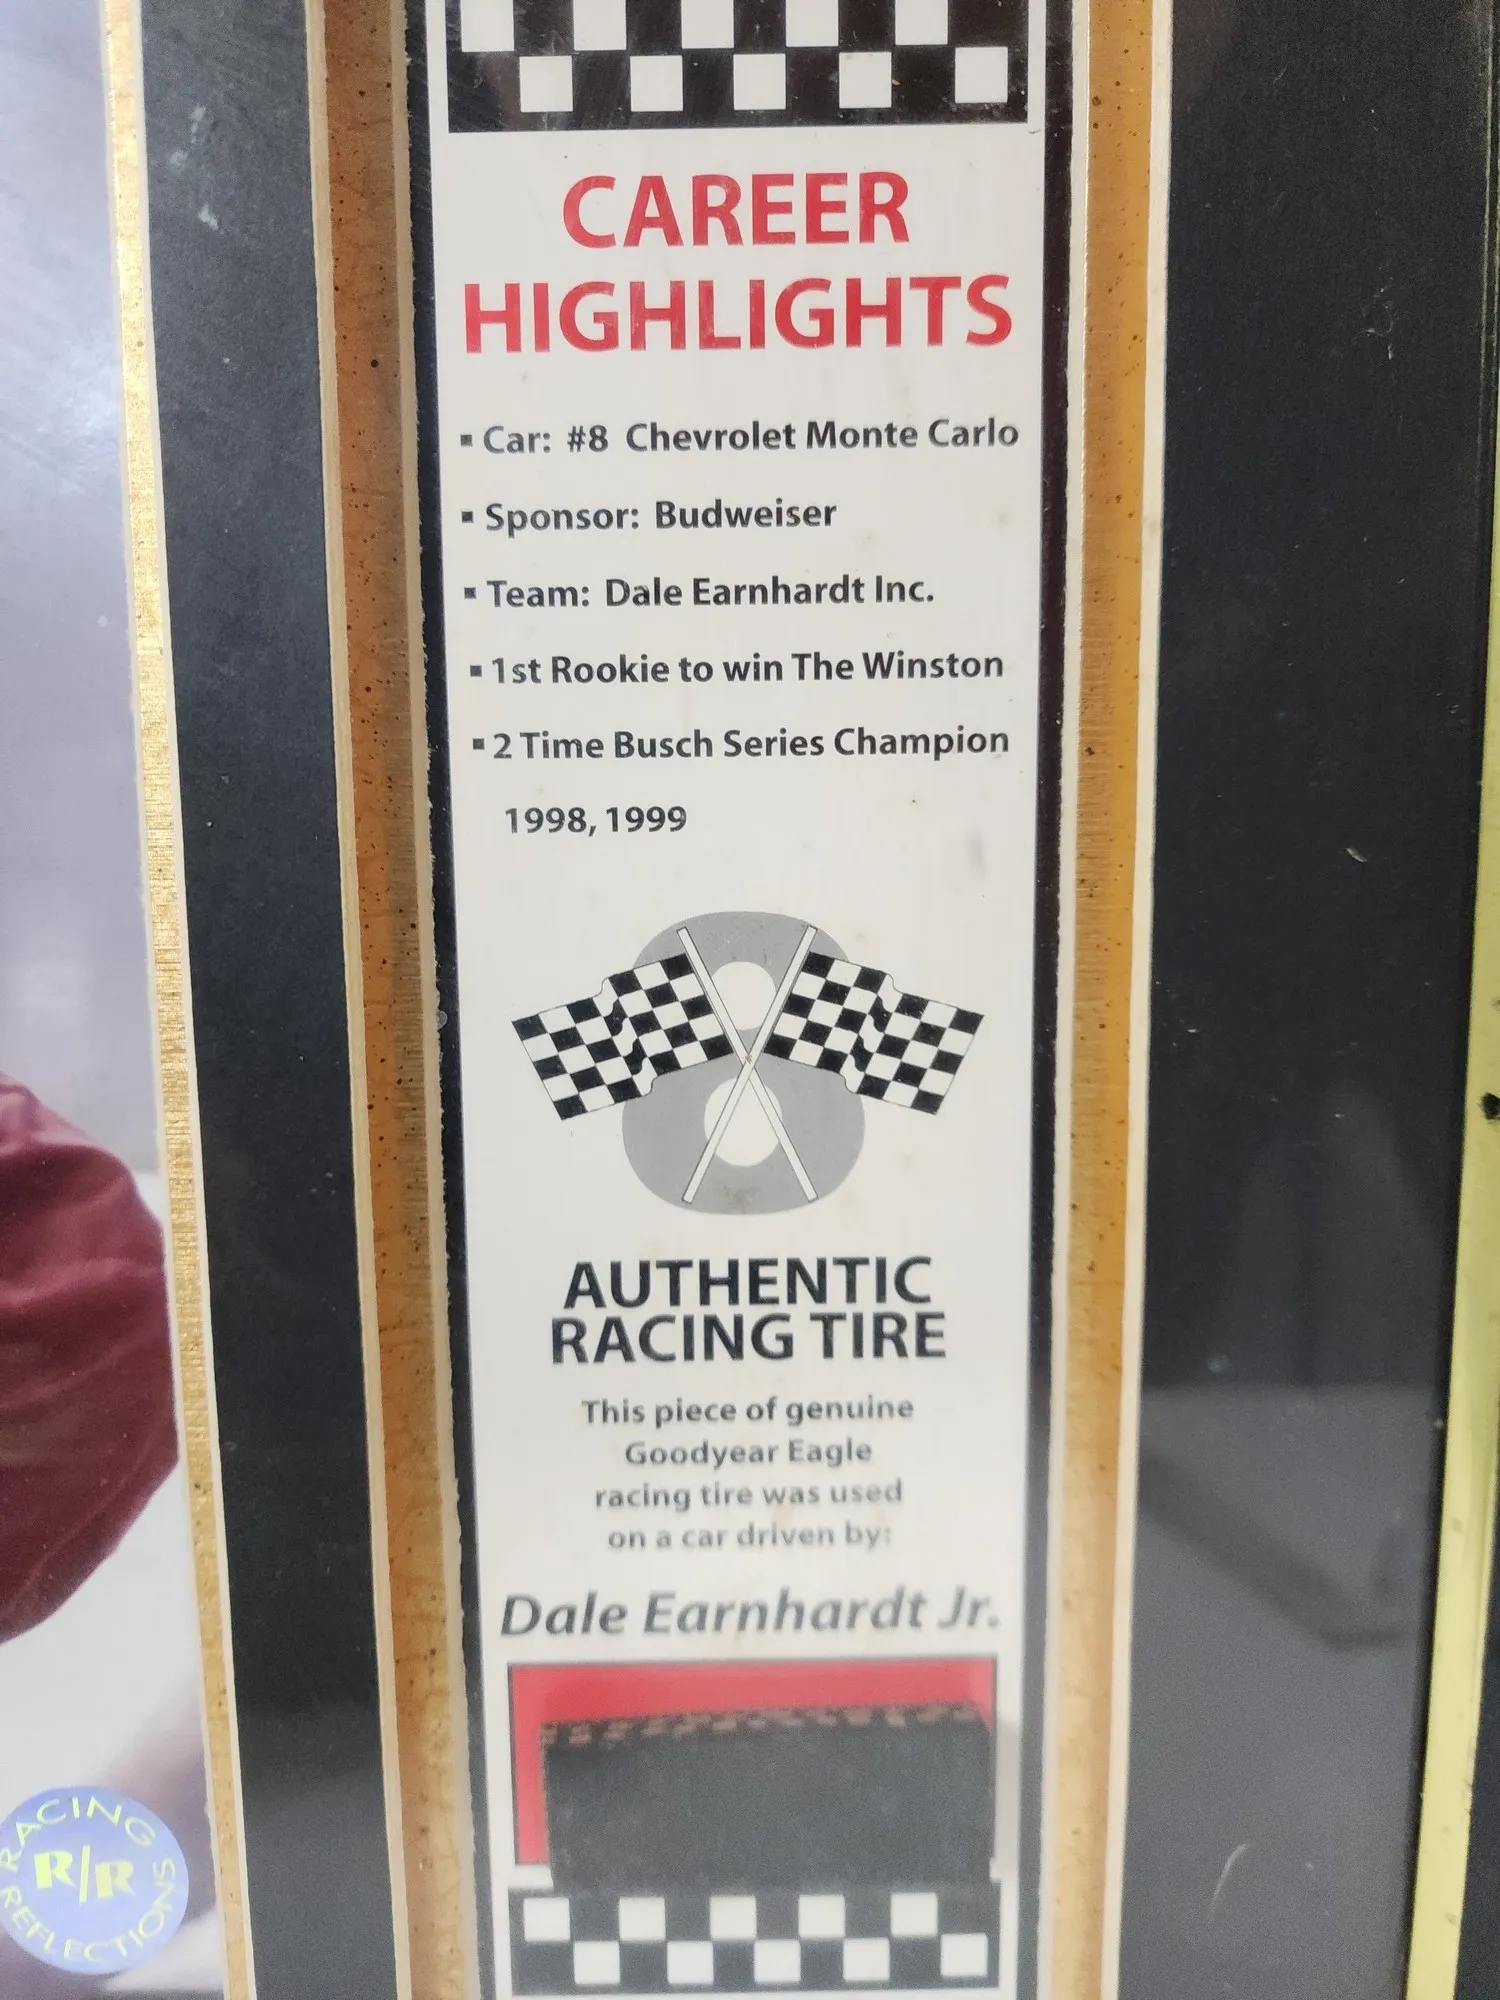 CAREER
HIGHLIGHTS
▪ Car: #8 Chevrolet Monte Carlo
▪ Sponsor: Budweiser
▪ Team: Dale Earnhardt Inc.
▪ 1st Rookie to win The Winston
▪ 2 Time Busch Series Champion
1998, 1999
8
AUTHENTIC
RACING TIRE
This piece of genuine
Goodyear Eagle
racing tire was used
on a car driven by:
Dale Earnhardt Jr.
RACING
R/R
REFLECTIONS